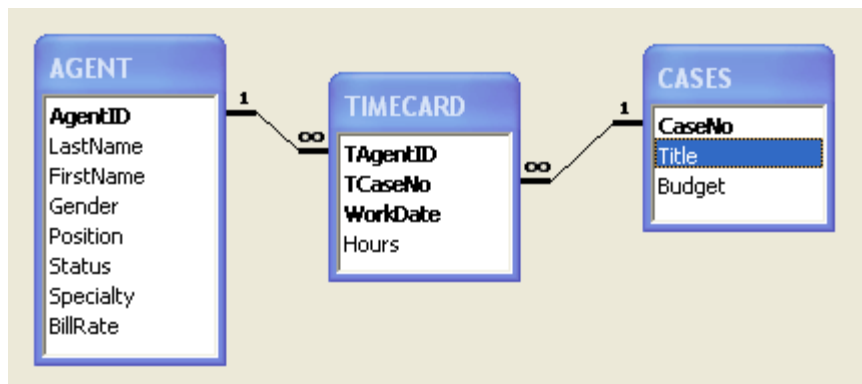 AGENT
AgentID
LastName
FirstName
Gender
Position
Status
Specialty
BillRate
1
∞
TIMECARD
TAgentID
TCaseNo
WorkDate
Hours
∞
1
CASES
CaseNo
Title
Budget